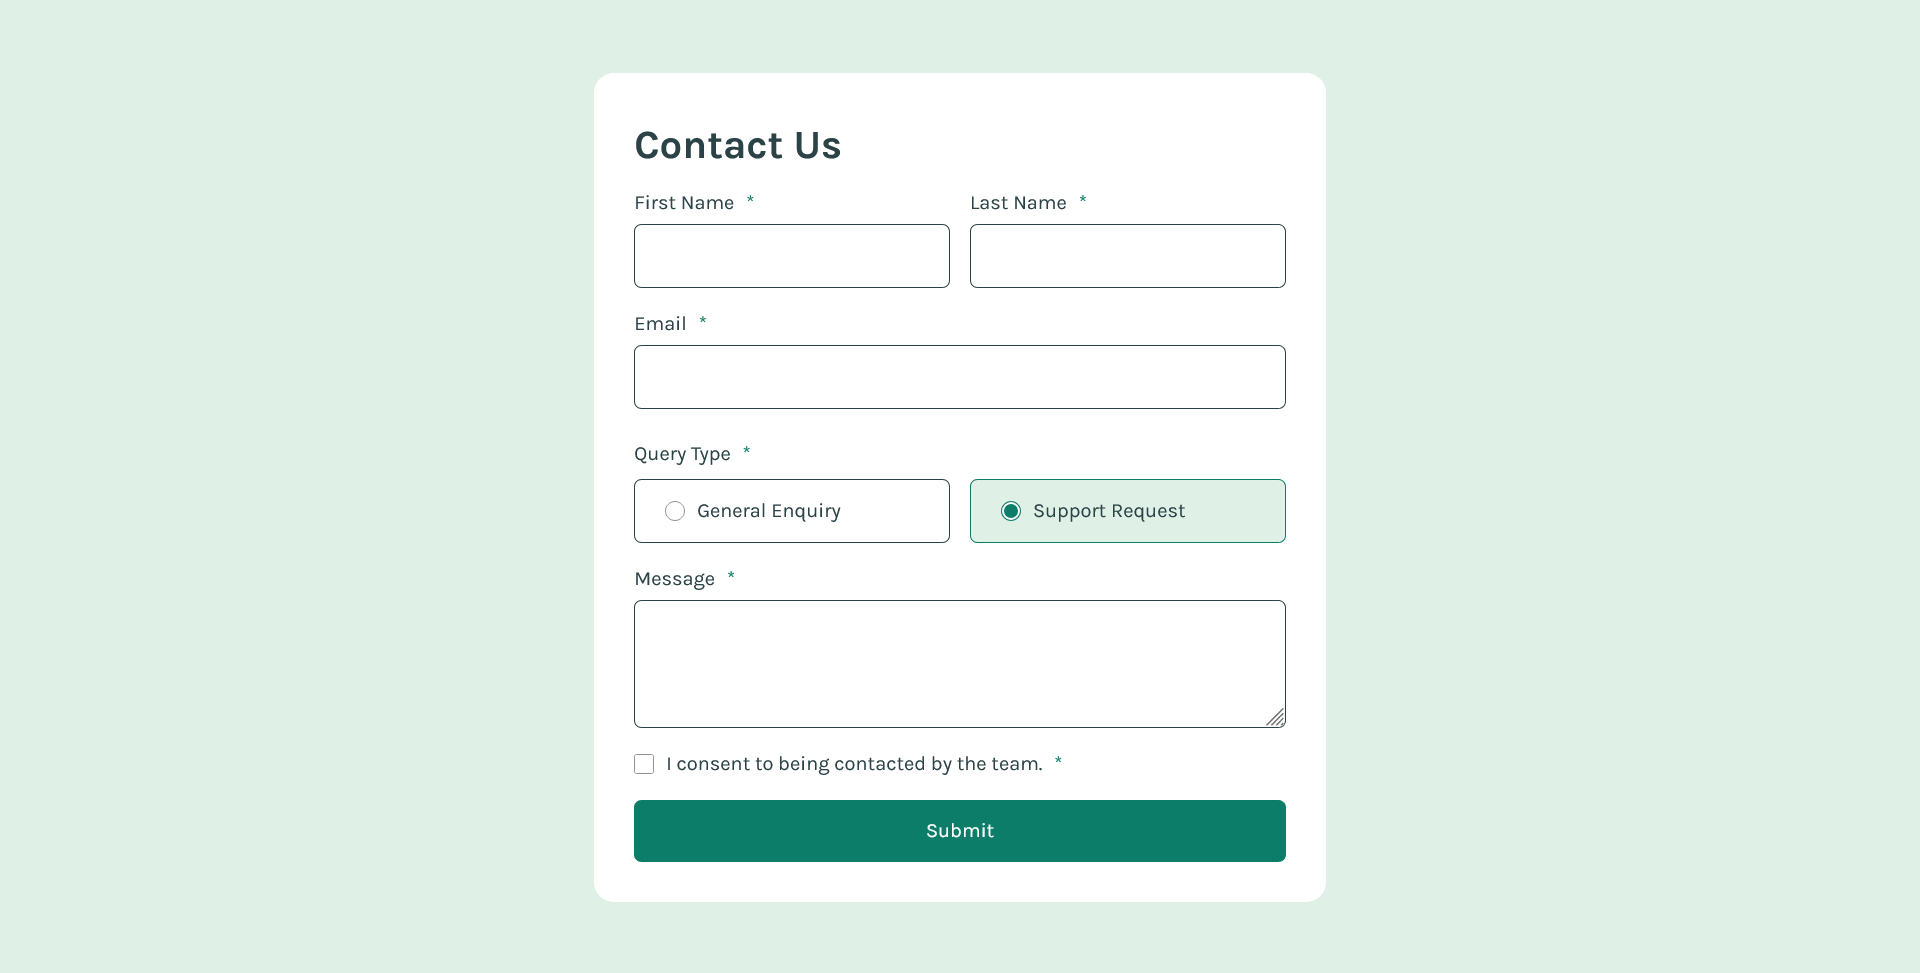 Contact Us
First Name *
Last Name *
Email *
Query Type *
General Enquiry
Support Request
Message *
I consent to being contacted by the team. *
Submit